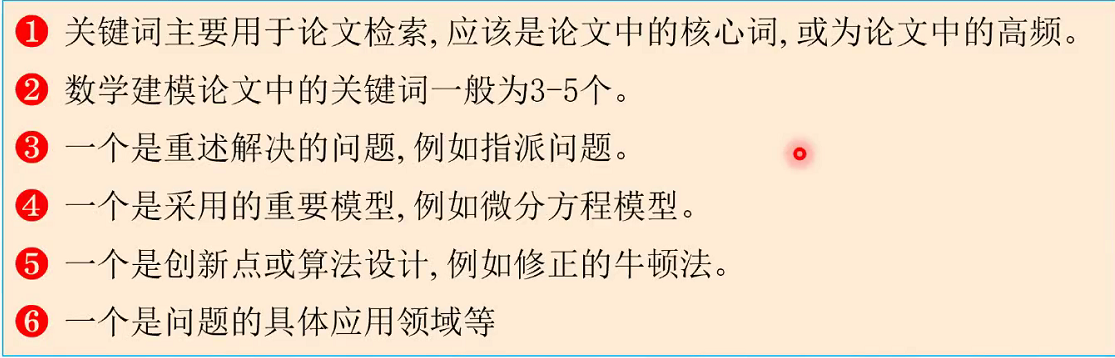 ❶ 关键词主要用于论文检索, 应该是论文中的核心词, 或为论文中的高频。
❷ 数学建模论文中的关键词一般为3-5个。
❸ 一个是重述解决的问题, 例如指派问题。
❹ 一个是采用的重要模型, 例如微分方程模型。
❺ 一个是创新点或算法设计, 例如修正的牛顿法。
❻ 一个是问题的具体应用领域等